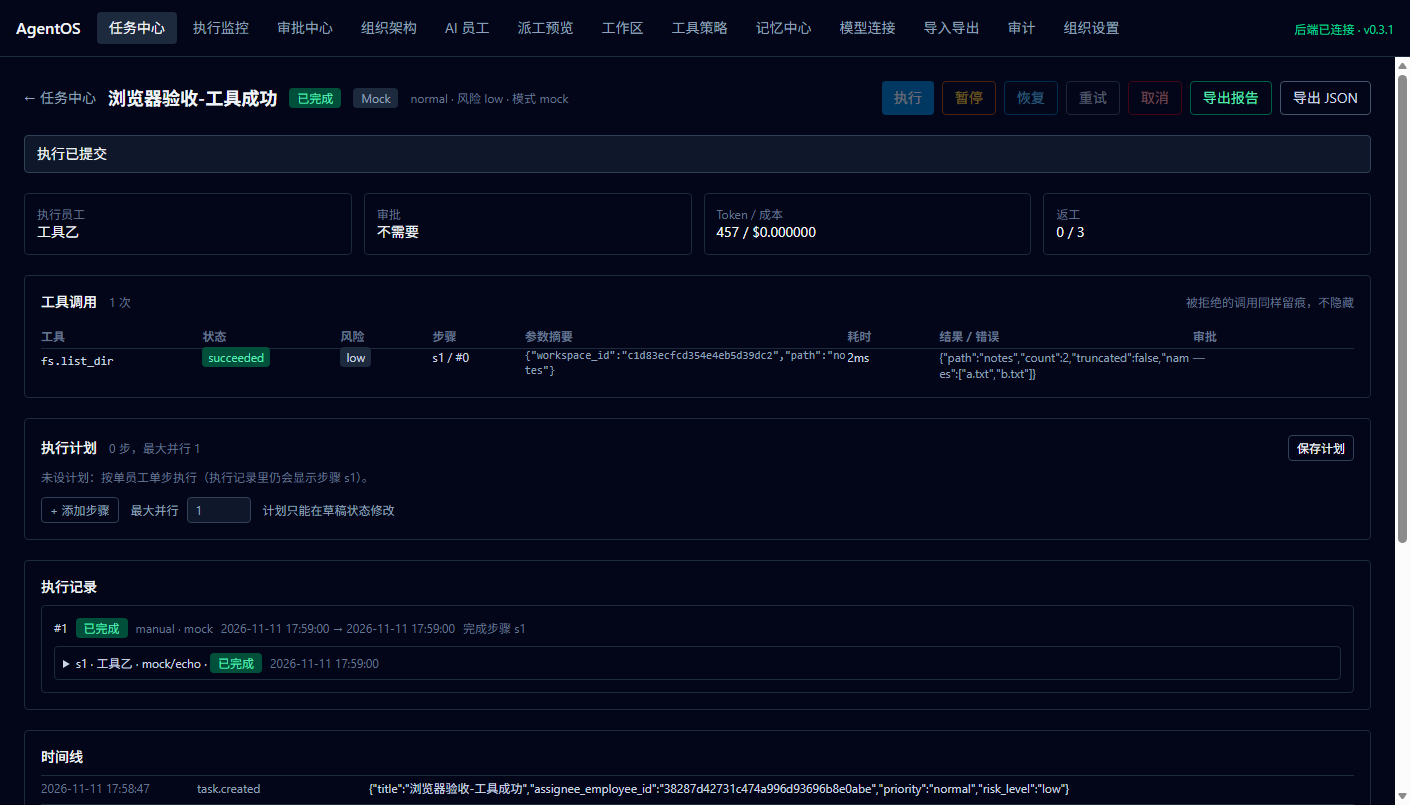 AgentOS 任务中心 执行监控 审批中心 组织架构 AI 员工 派工预览 工作区 工具策略 记忆中心 模型连接 导入导出 审计 组织设置 后端已连接 · v0.3.1
← 任务中心 浏览器验收-工具成功 已完成 Mock normal · 风险 low · 模式 mock 执行 暂停 恢复 重试 取消 导出报告 导出 JSON
执行已提交
执行员工 审批 Token / 成本 返工
工具乙 不需要 457 / $0.000000 0 / 3
工具调用 1 次 被拒绝的调用同样留痕，不隐藏
工具 状态 风险 步骤 参数摘要 耗时 结果 / 错误 审批
fs.list_dir succeeded low s1 / #0 {"workspace_id":"c1d83ecfcd354e4eb5d39dc2","path":"no 2ms {"path":"notes","count":2,"truncated":false,"nam —
tes"} es":["a.txt","b.txt"]}
执行计划 0 步，最大并行 1 保存计划
未设计划：按单员工单步执行（执行记录里仍会显示步骤 s1）。
+ 添加步骤 最大并行 1 计划只能在草稿状态修改
执行记录
#1 已完成 manual · mock 2026-11-11 17:59:00 → 2026-11-11 17:59:00 完成步骤 s1
▶ s1 · 工具乙 · mock/echo · 已完成 2026-11-11 17:59:00
时间线
2026-11-11 17:58:47 task.created {"title":"浏览器验收-工具成功","assignee_employee_id":"38287d42731c474a996d93696b8e0abe","priority":"normal","risk_level":"low"}